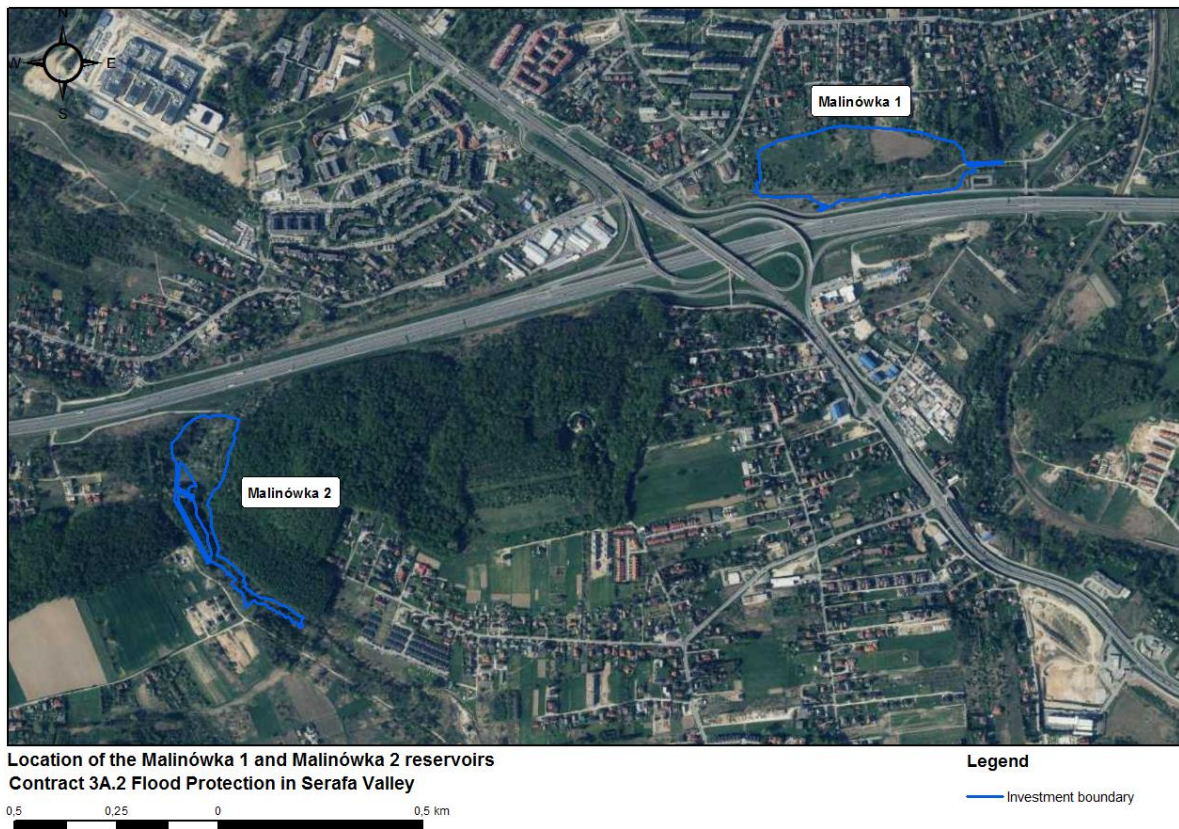 N
W E
S
Malinówka 1
Malinówka 2
Location of the Malinówka 1 and Malinówka 2 reservoirs
Contract 3A.2 Flood Protection in Serafa Valley
Legend
Investment boundary
0,5 0,25 0 0,5 km